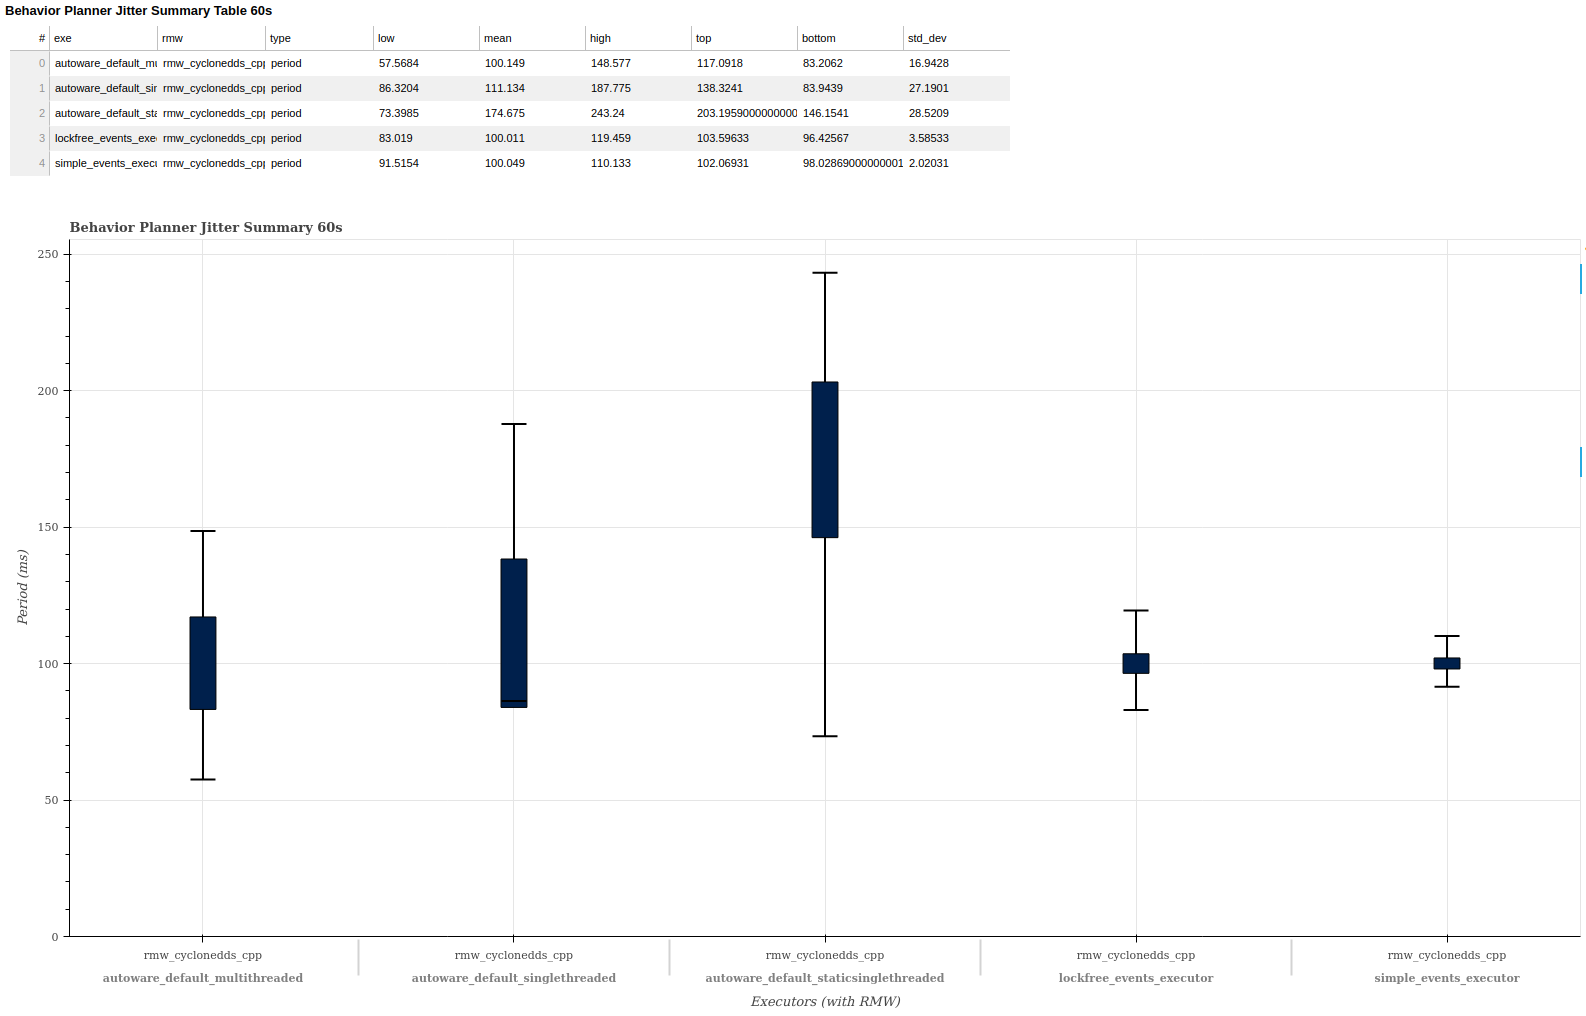 Behavior Planner Jitter Summary Table 60s
# exe rmw type low mean high top bottom std_dev
0 autoware_default_mu rmw_cyclonedds_cpp period 57.5684 100.149 148.577 117.0918 83.2062 16.9428
1 autoware_default_sin rmw_cyclonedds_cpp period 86.3204 111.134 187.775 138.3241 83.9439 27.1901
2 autoware_default_sta rmw_cyclonedds_cpp period 73.3985 174.675 243.24 203.1959000000000 146.1541 28.5209
3 lockfree_events_exe rmw_cyclonedds_cpp period 83.019 100.011 119.459 103.59633 96.42567 3.58533
4 simple_events_execu rmw_cyclonedds_cpp period 91.5154 100.049 110.133 102.06931 98.02869000000001 2.02031
Behavior Planner Jitter Summary 60s
250
200
150
100
50
0
Period (ms)
rmw_cyclonedds_cpp rmw_cyclonedds_cpp rmw_cyclonedds_cpp rmw_cyclonedds_cpp rmw_cyclonedds_cpp
autoware_default_multithreaded autoware_default_singlethreaded autoware_default_staticsinglethreaded lockfree_events_executor simple_events_executor
Executors (with RMW)